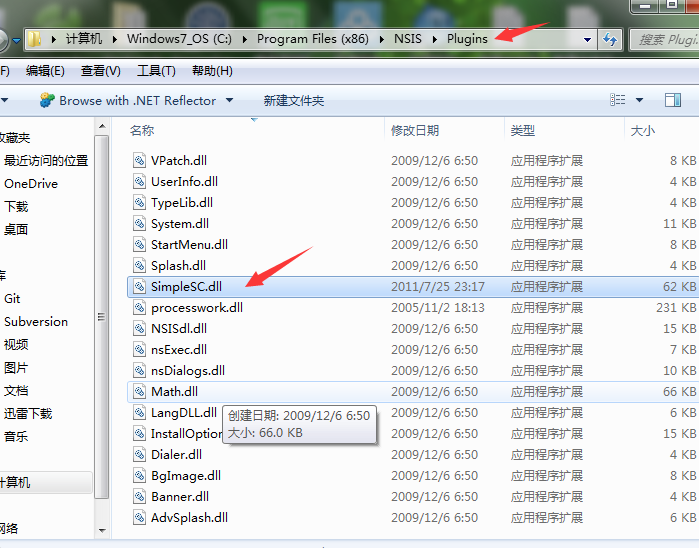 计算机 Windows7_OS (C:) Program Files (x86) NSIS Plugins 搜索 Plugi
F) 编辑(E) 查看(V) 工具(T) 帮助(H)
Browse with .NET Reflector 新建文件夹
收藏夹
最近访问的位置
OneDrive
下载
桌面
库
Git
Subversion
视频
图片
文档
迅雷下载
音乐
计算机
网络
名称 修改日期 类型 大小
VPatch.dll 2009/12/6 6:50 应用程序扩展 8 KB
UserInfo.dll 2009/12/6 6:50 应用程序扩展 4 KB
TypeLib.dll 2009/12/6 6:50 应用程序扩展 4 KB
System.dll 2009/12/6 6:50 应用程序扩展 11 KB
StartMenu.dll 2009/12/6 6:50 应用程序扩展 8 KB
Splash.dll 2009/12/6 6:50 应用程序扩展 4 KB
SimpleSC.dll 2011/7/25 23:17 应用程序扩展 62 KB
processwork.dll 2005/11/2 18:13 应用程序扩展 231 KB
NSISdl.dll 2009/12/6 6:50 应用程序扩展 15 KB
nsExec.dll 2009/12/6 6:50 应用程序扩展 7 KB
nsDialogs.dll 2009/12/6 6:50 应用程序扩展 10 KB
Math.dll 2009/12/6 6:50 应用程序扩展 66 KB
LangDLL.dll 2009/12/6 6:50 应用程序扩展 6 KB
InstallOption 2009/12/6 6:50 应用程序扩展 15 KB
Dialer.dll 2009/12/6 6:50 应用程序扩展 4 KB
BgImage.dll 2009/12/6 6:50 应用程序扩展 8 KB
Banner.dll 2009/12/6 6:50 应用程序扩展 4 KB
AdvSplash.dll 2009/12/6 6:50 应用程序扩展 6 KB
创建日期: 2009/12/6 6:50
大小: 66.0 KB